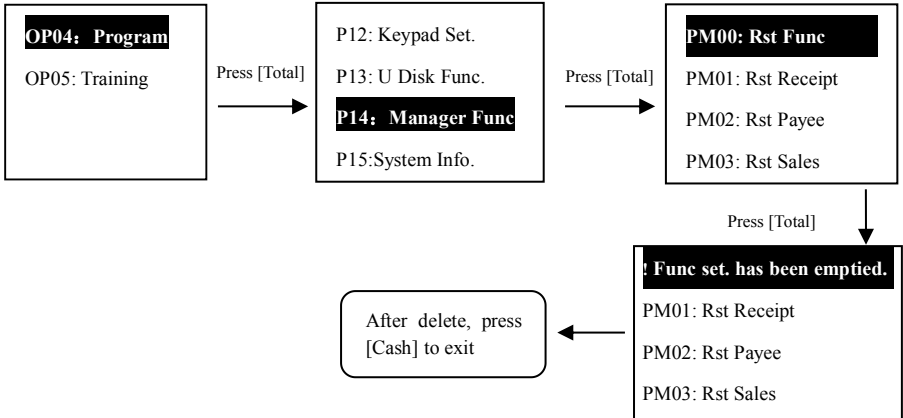 OP04：Program
OP05: Training
Press [Total]
P12: Keypad Set.
P13: U Disk Func.
P14：Manager Func
P15:System Info.
Press [Total]
PM00: Rst Func
PM01: Rst Receipt
PM02: Rst Payee
PM03: Rst Sales
Press [Total]
! Func set. has been emptied.
PM01: Rst Receipt
PM02: Rst Payee
PM03: Rst Sales
After delete, press
[Cash] to exit